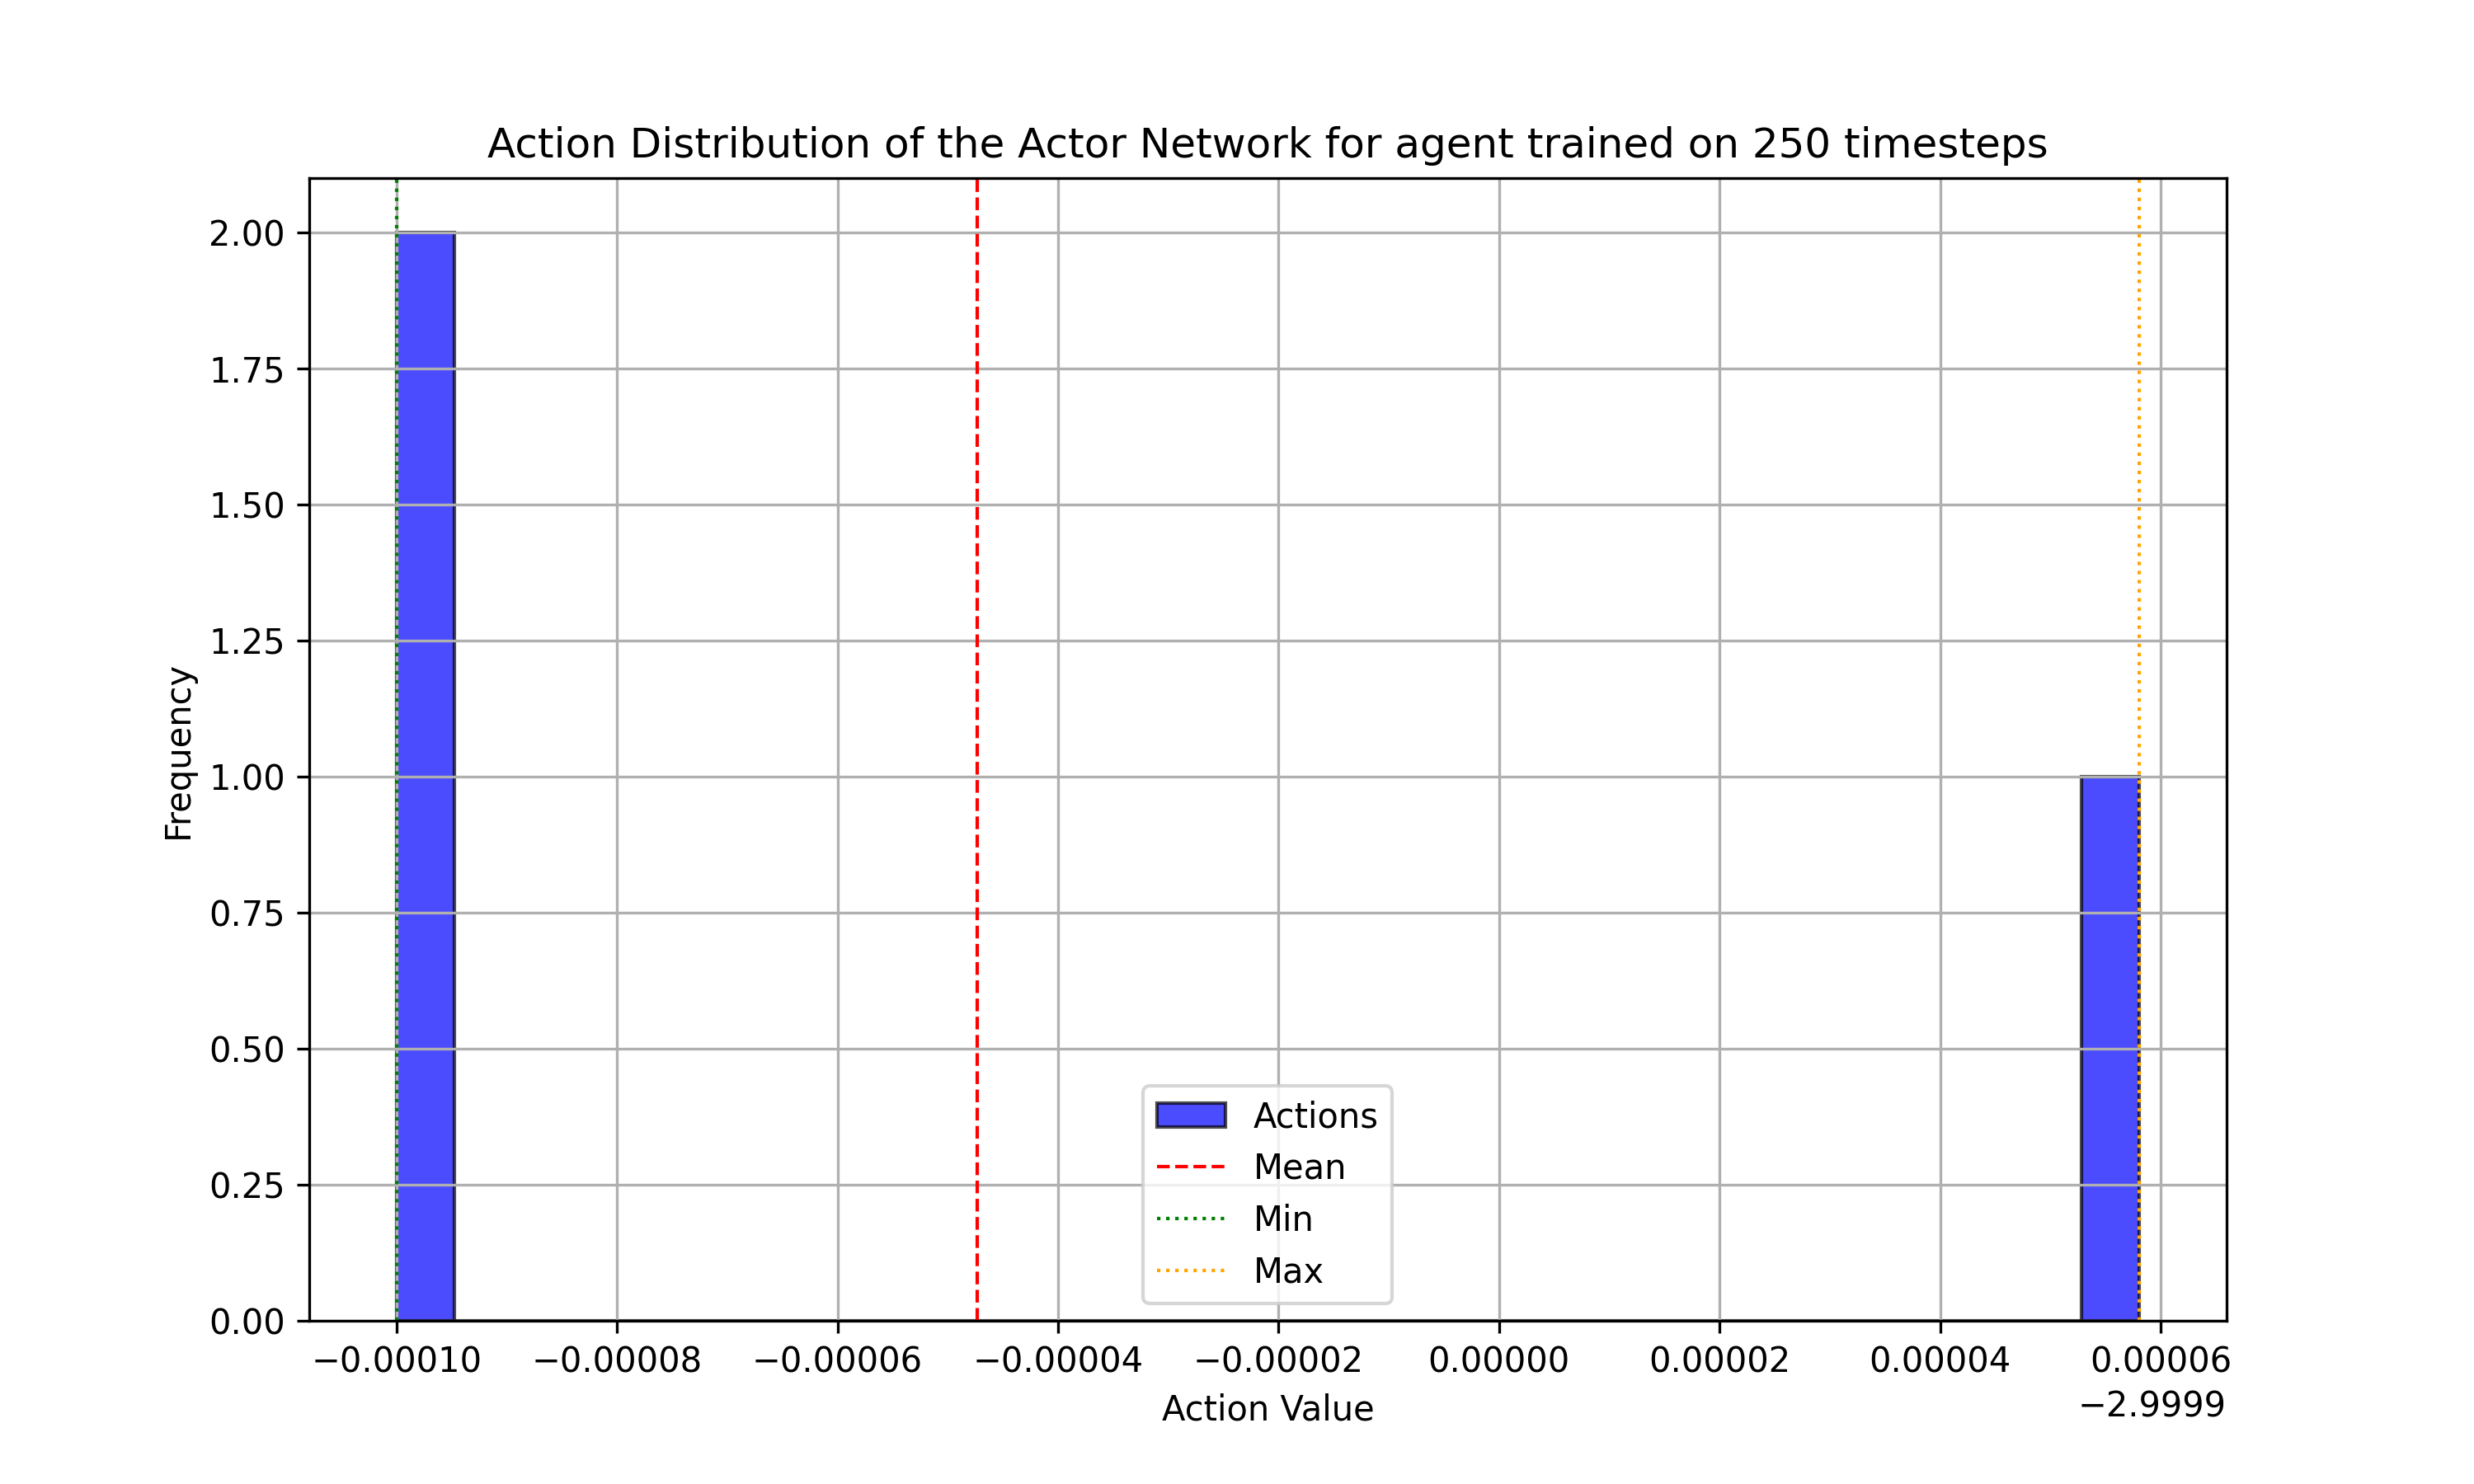 Action Distribution of the Actor Network for agent trained on 250 timesteps
2.00
1.75
1.50
1.25
1.00
0.75
0.50
0.25
0.00
Frequency
Actions
Mean
Min
Max
−0.00010 −0.00008 −0.00006 −0.00004 −0.00002 0.00000 0.00002 0.00004 0.00006
−2.9999
Action Value